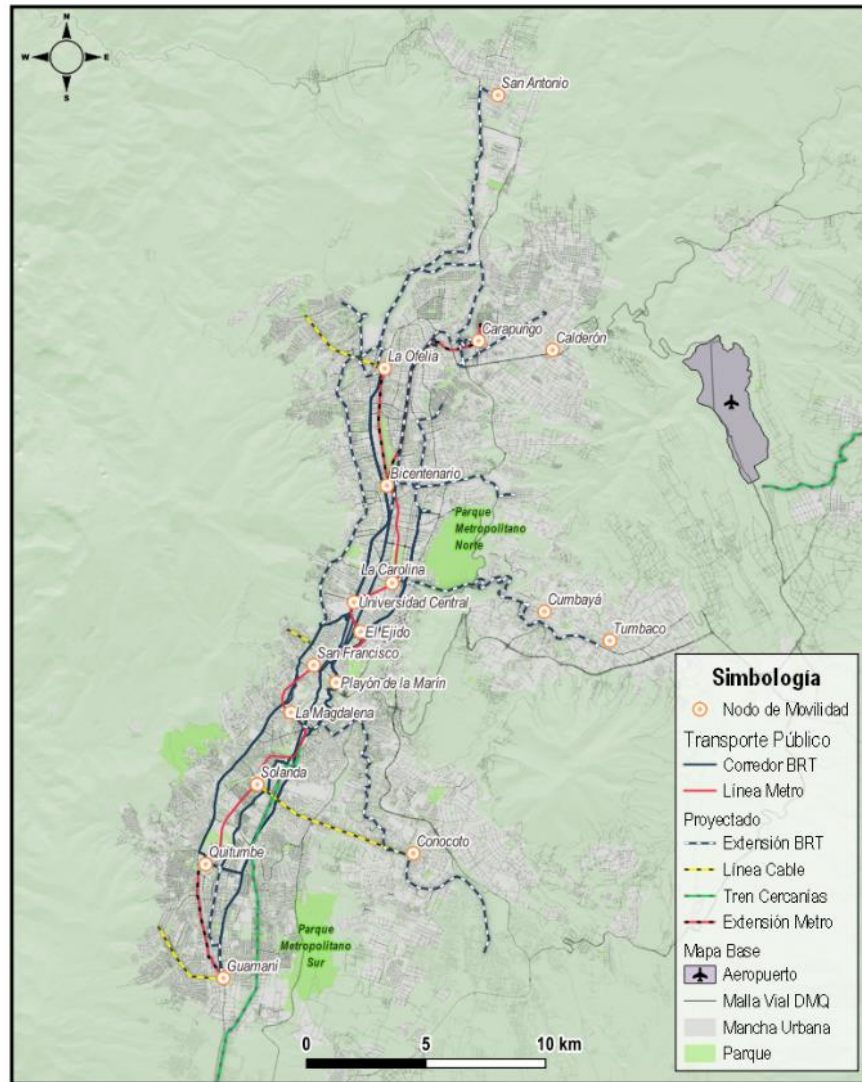 N
W E
S
San Antonio
Carapungo
Calderón
La Ofelia
Bicentenario
Parque
Metropolitano
Norte
La Carolina
Universidad Central
Cumbayá
El Ejido
Tumbaco
San Francisco
Playón de la Marín
La Magdalena
Solanda
Conocoto
Quitumbe
Parque
Metropolitano
Sur
Guamaní
0 5 10 km
Simbología
Nodo de Movilidad
Transporte Público
Corredor BRT
Línea Metro
Proyectado
Extensión BRT
Línea Cable
Tren Cercanías
Extensión Metro
Mapa Base
Aeropuerto
Malla Vial DMQ
Mancha Urbana
Parque